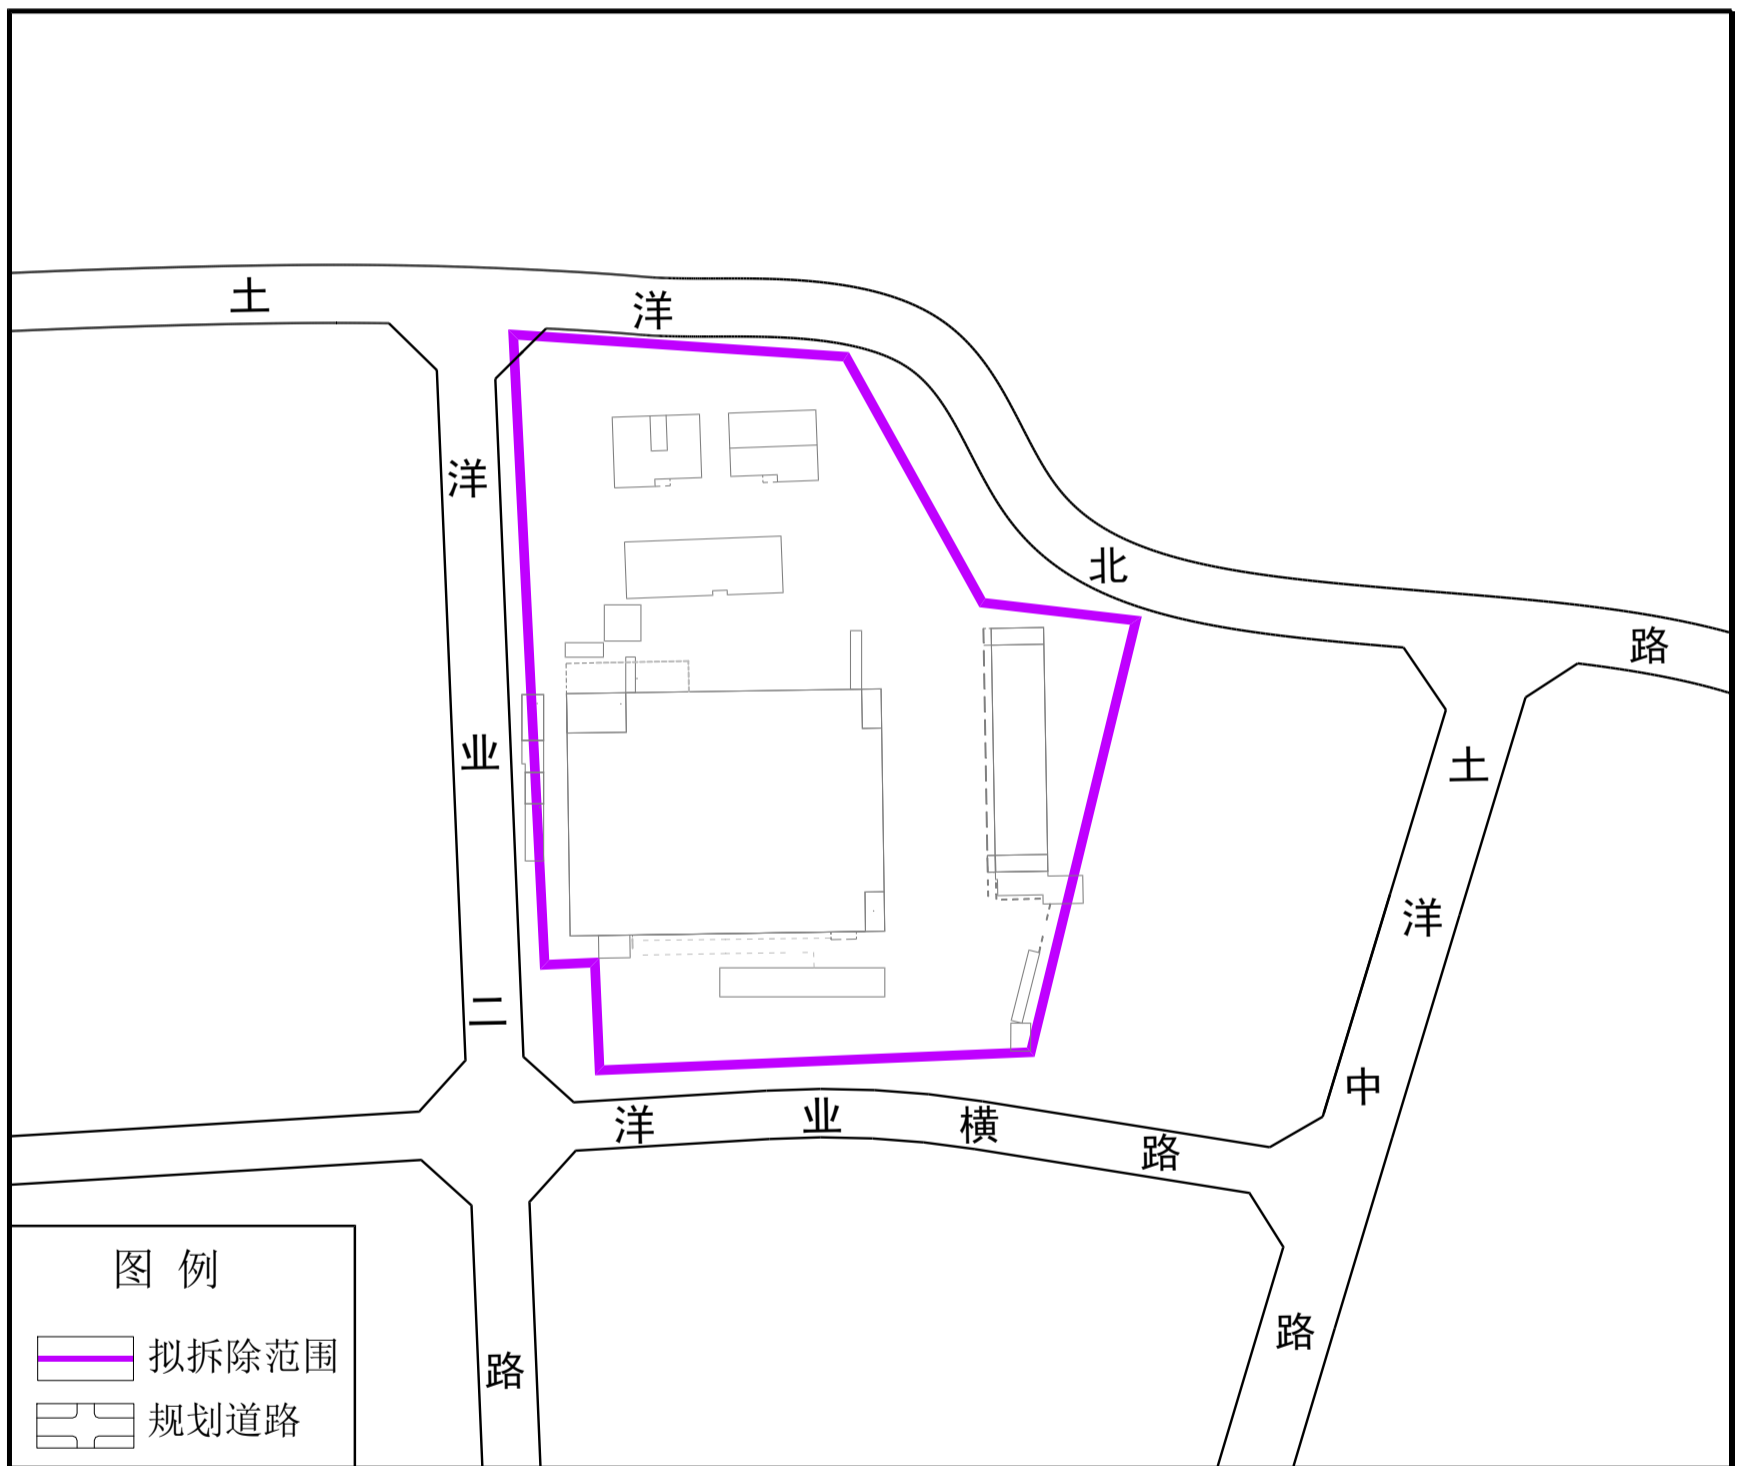 土洋北路
洋业二路
土洋中路
洋业横路
图 例
拟拆除范围
规划道路